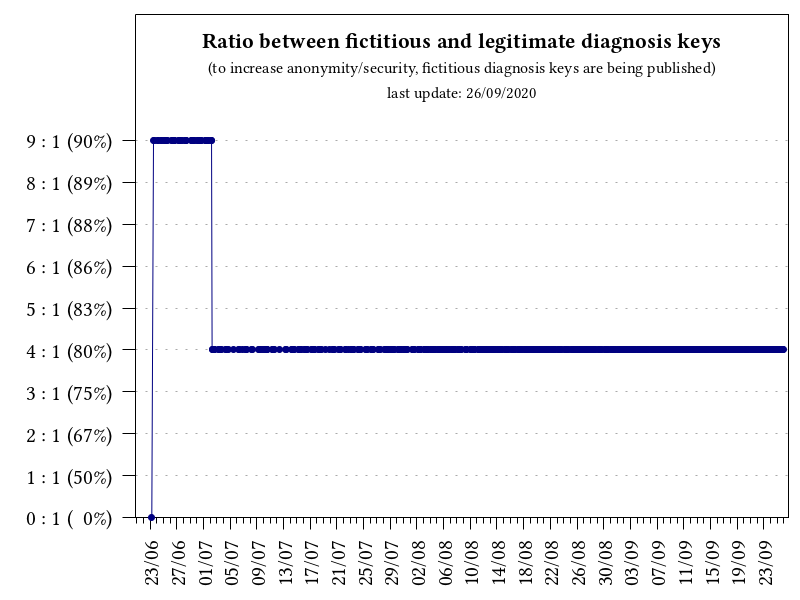 Ratio between fictitious and legitimate diagnosis keys
(to increase anonymity/security, fictitious diagnosis keys are being published)
last update: 26/09/2020
9 : 1 (90%)
8 : 1 (89%)
7 : 1 (88%)
6 : 1 (86%)
5 : 1 (83%)
4 : 1 (80%)
3 : 1 (75%)
2 : 1 (67%)
1 : 1 (50%)
0 : 1 ( 0%)
23/06
27/06
01/07
05/07
09/07
13/07
17/07
21/07
25/07
29/07
02/08
06/08
10/08
14/08
18/08
22/08
26/08
30/08
03/09
07/09
11/09
15/09
19/09
23/09